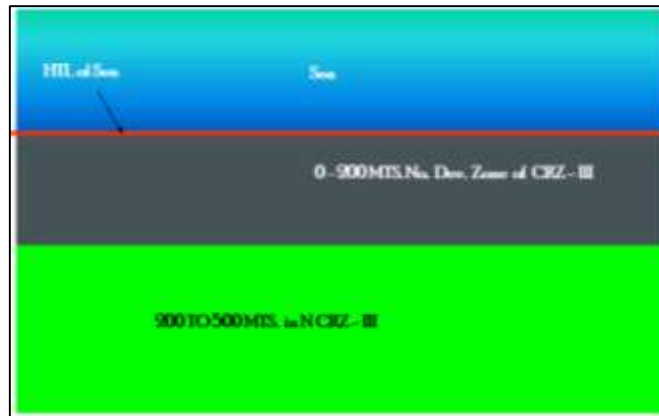 HTL of Sea
Sea
0 - 200 MTS. No. Dev. Zone of CRZ - III
200 TO 500 MTS. in N CRZ - III